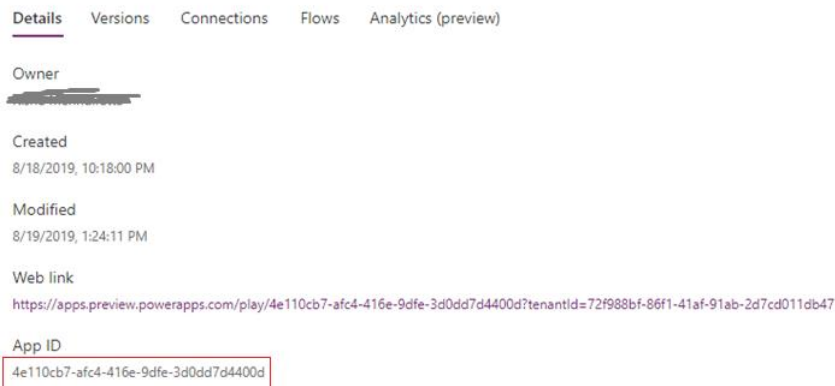 Details Versions Connections Flows Analytics (preview)
Owner
Created
8/18/2019, 10:18:00 PM
Modified
8/19/2019, 1:24:11 PM
Web link
https://apps.preview.powerapps.com/play/4e110cb7-afc4-416e-9dfe-3d0dd7d4400d?tenantId=72f988bf-86f1-41af-91ab-2d7cd011db47
App ID
4e110cb7-afc4-416e-9dfe-3d0dd7d4400d